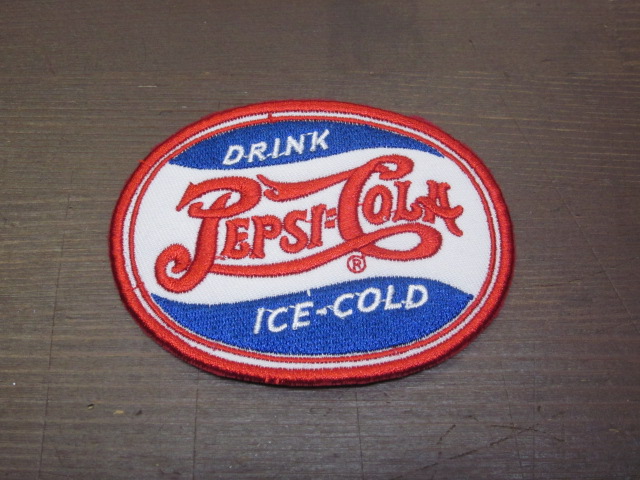 DRINK
PEPSI=COLA
®
ICE-COLD